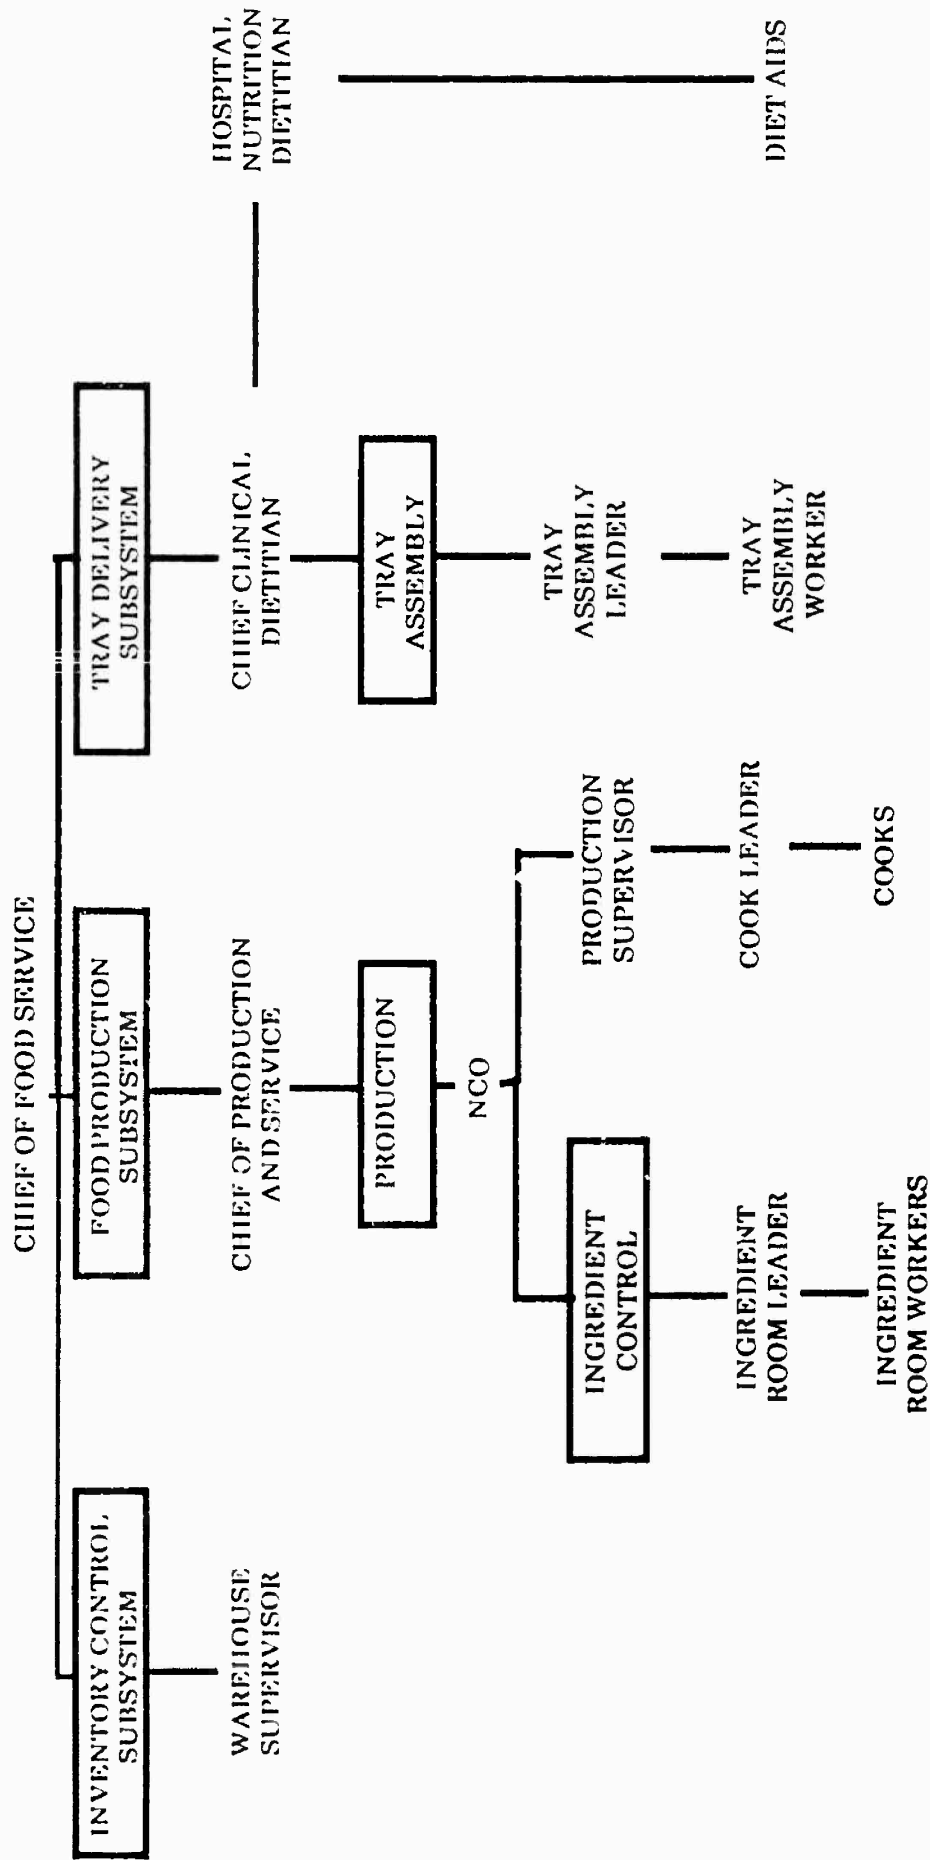 CHIEF OF FOOD SERVICE
INVENTORY CONTROL
SUBSYSTEM
FOOD PRODUCTION
SUBSYSTEM
TRAY DELIVERY
SUBSYSTEM
WAREHOUSE
SUPERVISOR
CHIEF OF PRODUCTION
AND SERVICE
CHIEF CLINICAL
DIETITIAN
HOSPITAL
NUTRITION
DIETITIAN
PRODUCTION
TRAY
ASSEMBLY
NCO
INGREDIENT
CONTROL
PRODUCTION
SUPERVISOR
TRAY
ASSEMBLY
LEADER
INGREDIENT
ROOM LEADER
COOK LEADER
TRAY
ASSEMBLY
WORKER
DIET AIDS
INGREDIENT
ROOM WORKERS
COOKS